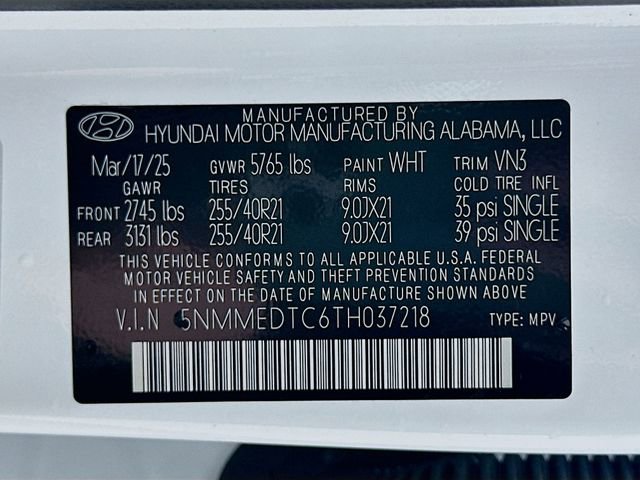 MANUFACTURED BY
HYUNDAI MOTOR MANUFACTURING ALABAMA, LLC
Mar/17/25 GVWR 5765 lbs PAINT WHT TRIM VN3
GAWR TIRES RIMS COLD TIRE INFL
FRONT 2745 lbs 255/40R21 9.0JX21 35 psi SINGLE
REAR 3131 lbs 255/40R21 9.0JX21 39 psi SINGLE
THIS VEHICLE CONFORMS TO ALL APPLICABLE U.S.A. FEDERAL
MOTOR VEHICLE SAFETY AND THEFT PREVENTION STANDARDS
IN EFFECT ON THE DATE OF MANUFACTURE SHOWN ABOVE.
V.I.N 5NMMEDTC6TH037218 TYPE: MPV